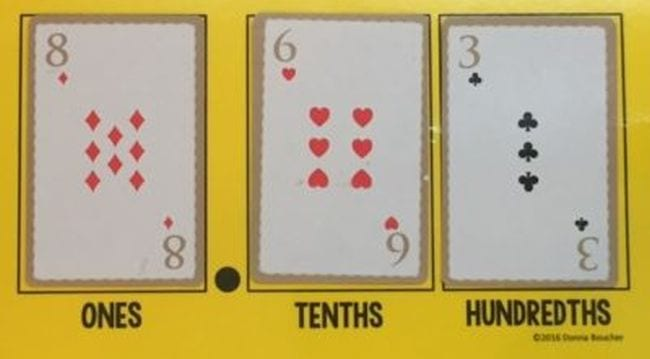 8 6 3
8 6 3
ONES TENTHS HUNDREDTHS
©2016 Donna Boucher